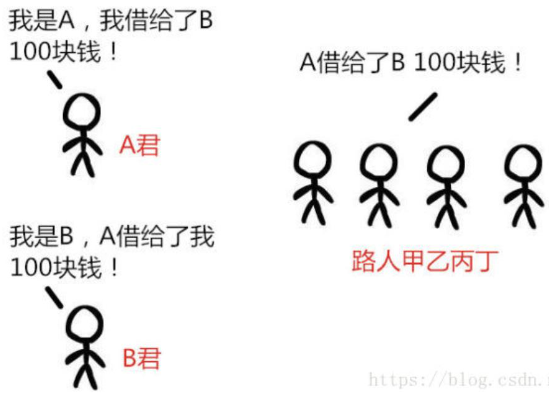 我是A，我借给了B
100块钱！
A君
A借给了B 100块钱！
路人甲乙丙丁
我是B，A借给了我
100块钱！
B君
https://blog.csdn.